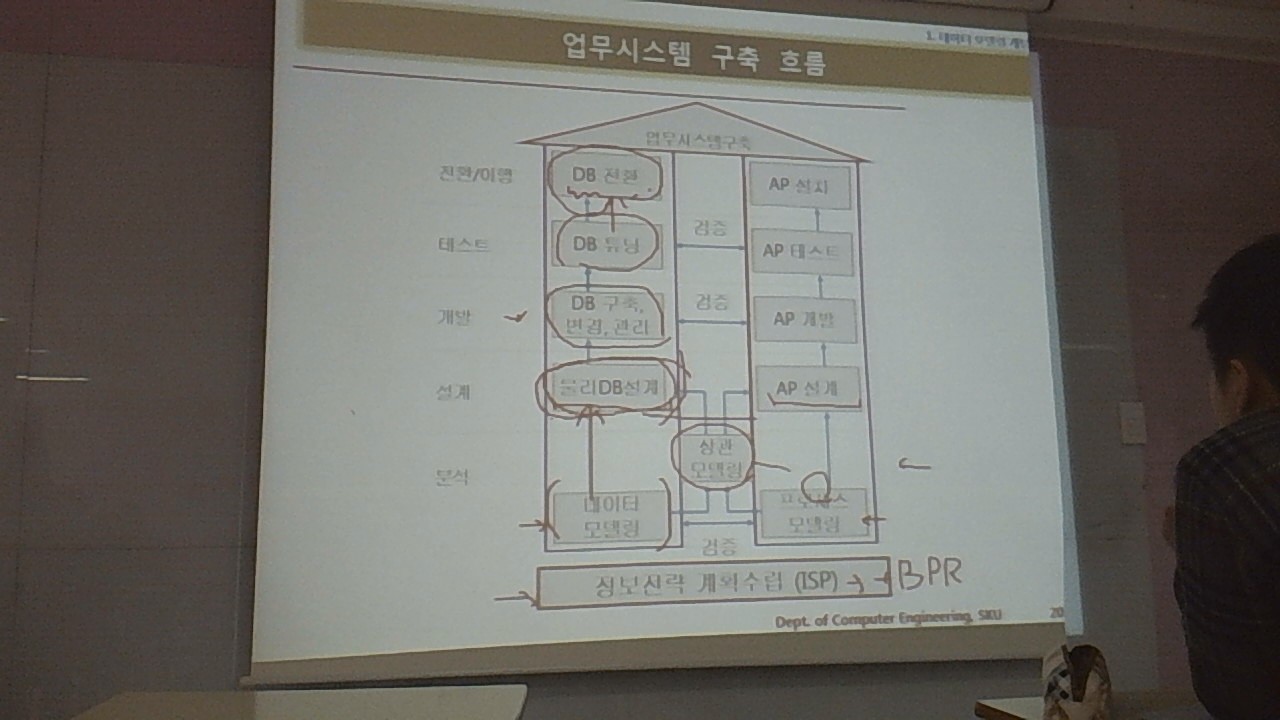 1. 데이터 모델링 개념
업무시스템 구축 흐름
업무시스템구축
전환/이행
DB 전환
AP 설치
테스트
DB 튜닝
검증
AP 테스트
개발
DB 구축,
변경, 관리
검증
AP 개발
설계
물리DB설계
AP 설계
분석
상관
모델링
데이터
모델링
프로세스
모델링
검증
정보전략 계획수립 (ISP)
BPR
Dept. of Computer Engineering, SKU
20